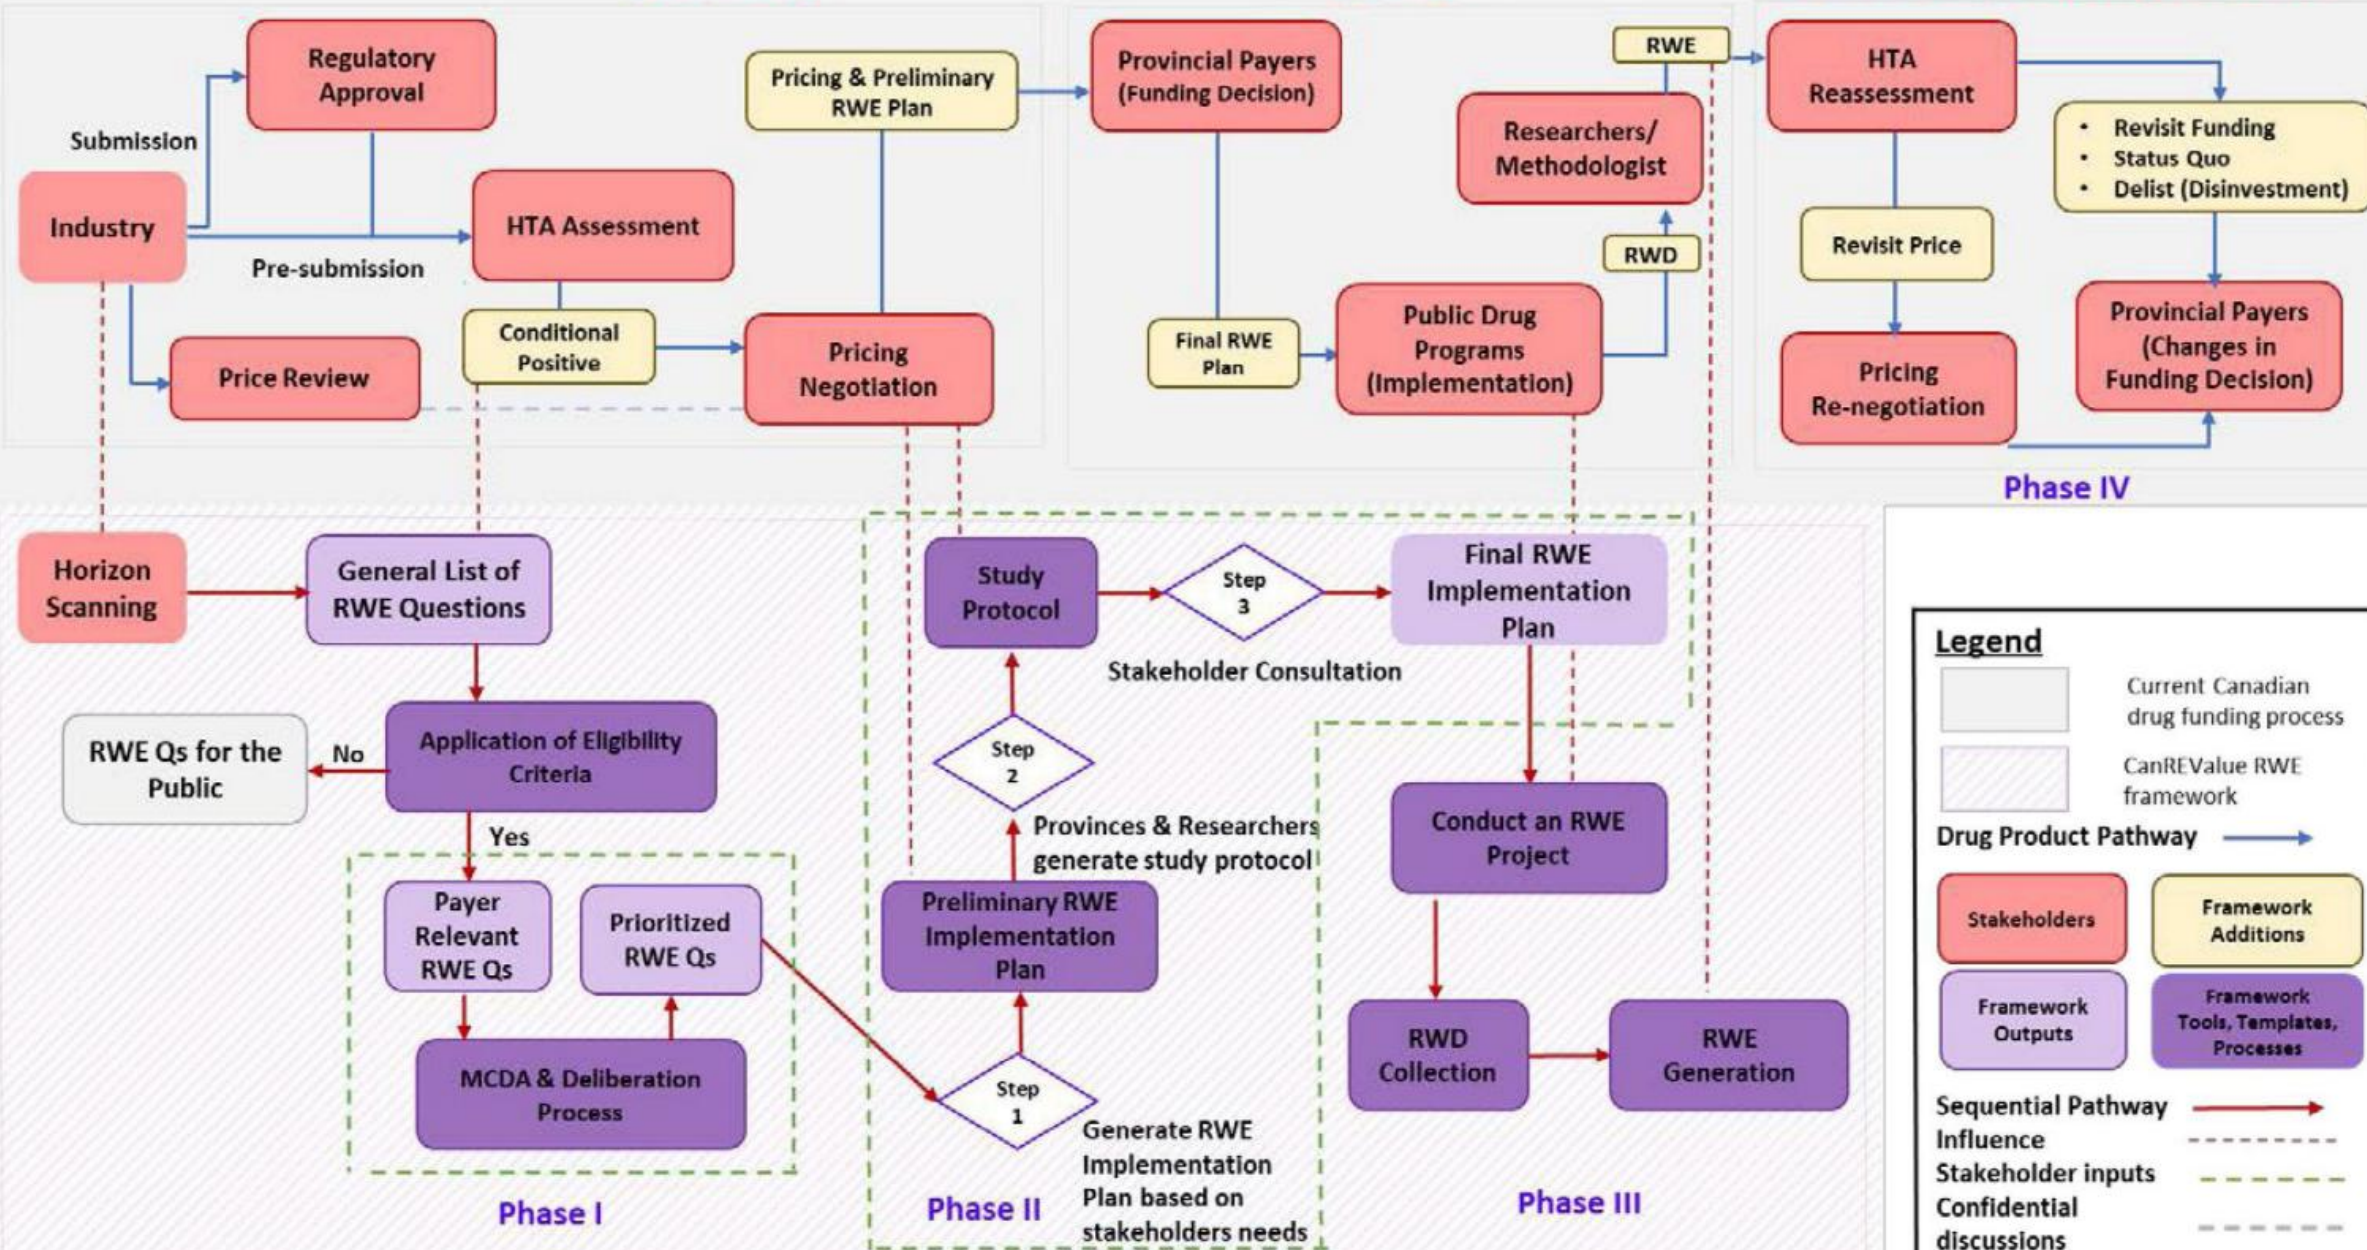 Regulatory
Approval
Submission
Industry
Pre-submission
HTA Assessment
Price Review
Conditional
Positive
Pricing & Preliminary
RWE Plan
Pricing
Negotiation
Provincial Payers
(Funding Decision)
Final RWE
Plan
Public Drug
Programs
(Implementation)
RWD
Researchers/
Methodologist
RWE
HTA
Reassessment
• Revisit Funding
• Status Quo
• Delist (Disinvestment)
Revisit Price
Pricing
Re-negotiation
Provincial Payers
(Changes in
Funding Decision)
Phase IV
Horizon
Scanning
General List of
RWE Questions
Application of Eligibility
Criteria
No
RWE Qs for the
Public
Yes
Payer
Relevant
RWE Qs
Prioritized
RWE Qs
MCDA & Deliberation
Process
Phase I
Study
Protocol
Step
3
Stakeholder Consultation
Final RWE
Implementation
Plan
Step
2
Provinces & Researchers
generate study protocol
Preliminary RWE
Implementation
Plan
Step
1
Generate RWE
Implementation
Plan based on
stakeholders needs
Phase II
Conduct an RWE
Project
RWD
Collection
RWE
Generation
Phase III
Legend
Current Canadian
drug funding process
CanREValue RWE
framework
Drug Product Pathway
Stakeholders
Framework
Additions
Framework
Outputs
Framework
Tools, Templates,
Processes
Sequential Pathway
Influence
Stakeholder inputs
Confidential
discussions